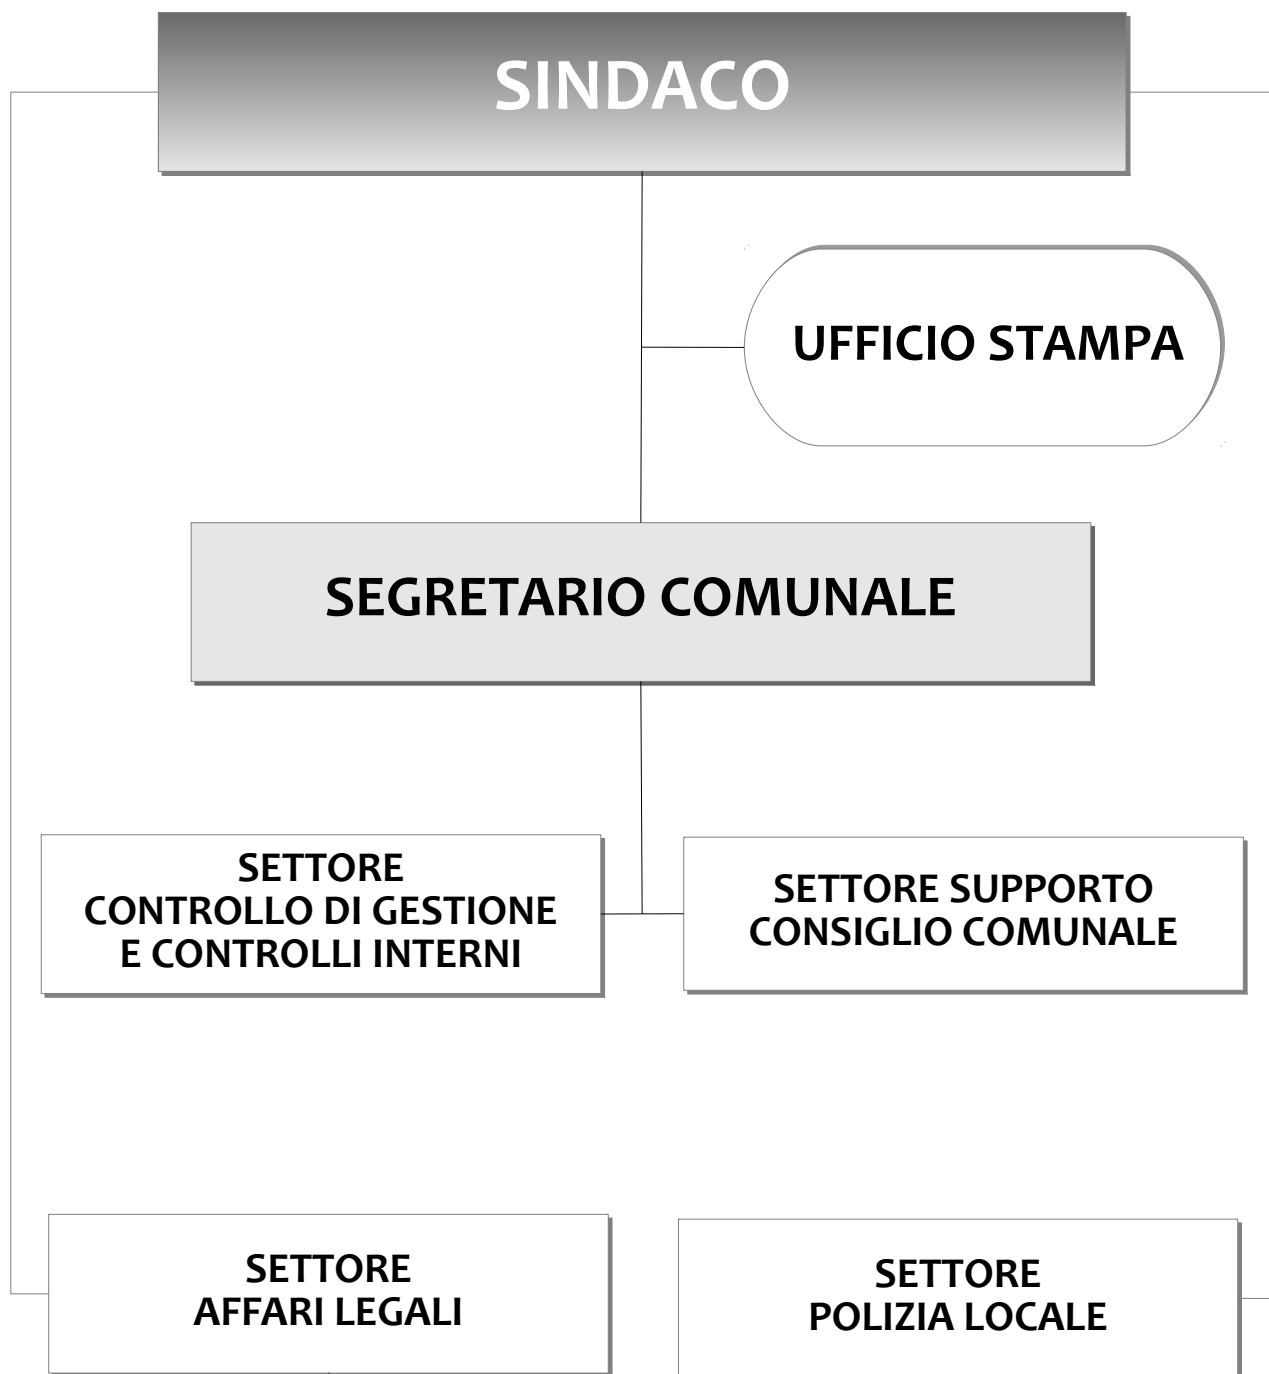 SINDACO
UFFICIO STAMPA
SEGRETARIO COMUNALE
SETTORE
CONTROLLO DI GESTIONE
E CONTROLLI INTERNI
SETTORE SUPPORTO
CONSIGLIO COMUNALE
SETTORE
AFFARI LEGALI
SETTORE
POLIZIA LOCALE